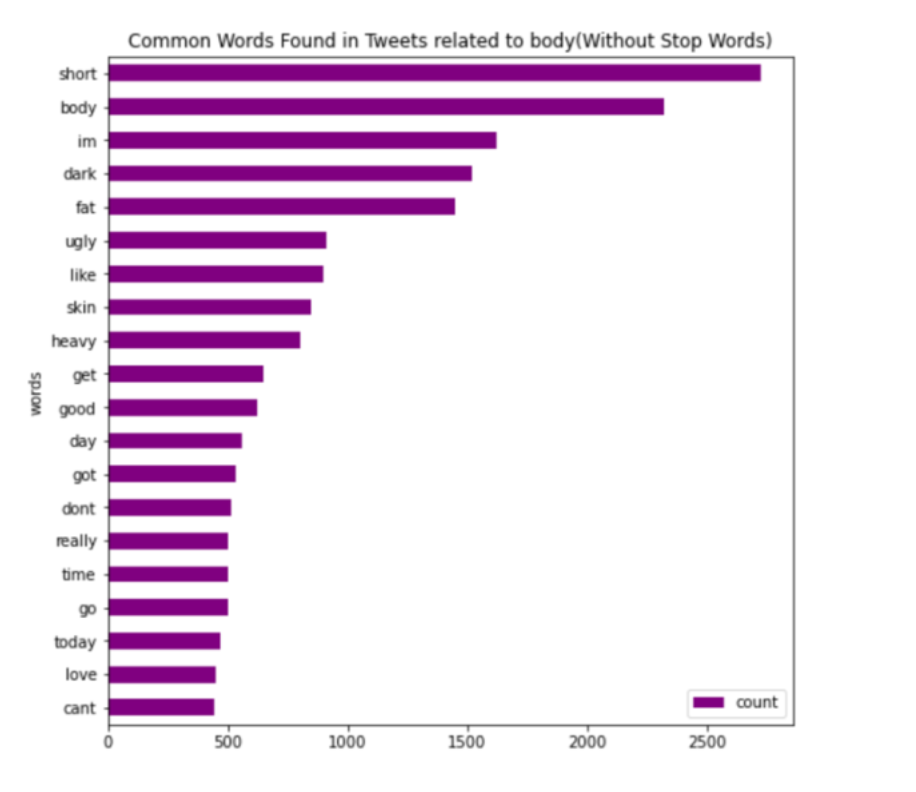 Common Words Found in Tweets related to body(Without Stop Words)
short
body
im
dark
fat
ugly
like
skin
heavy
get
words
good
day
got
dont
really
time
go
today
love
cant
count
0 500 1000 1500 2000 2500